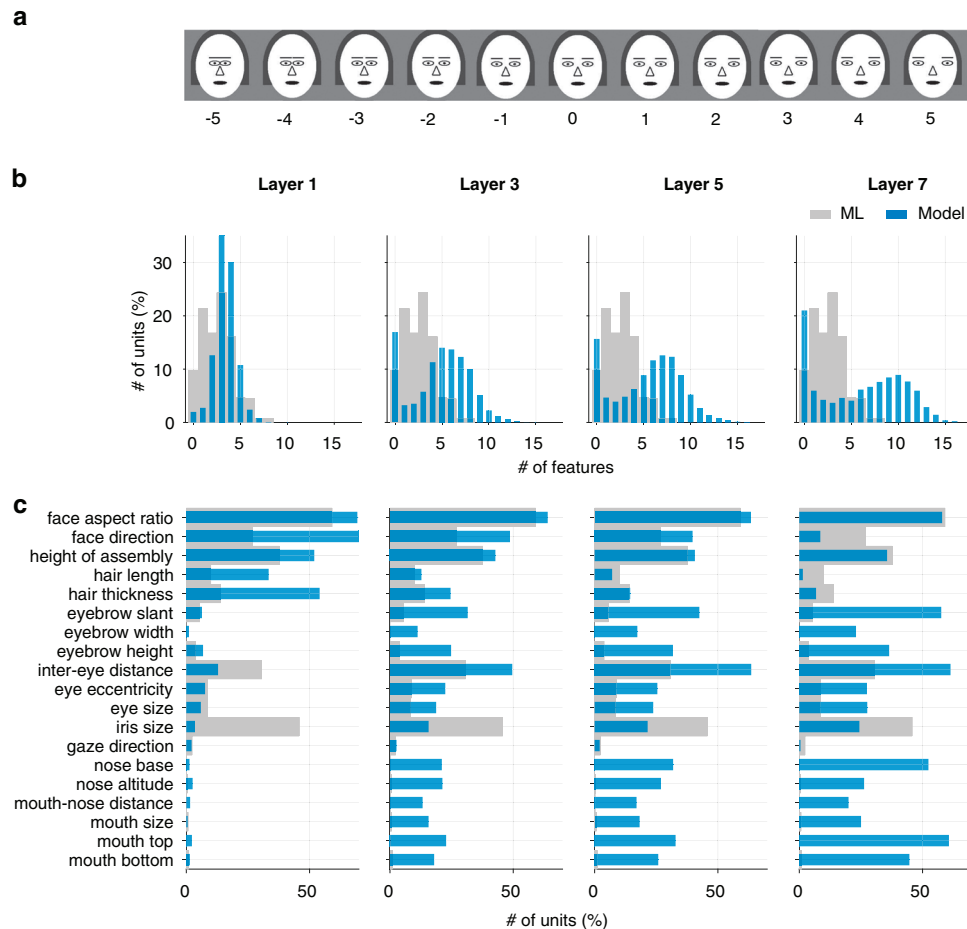 a
-5 -4 -3 -2 -1 0 1 2 3 4 5
b
Layer 1 Layer 3 Layer 5 Layer 7
ML Model
# of units (%)
30
20
10
0
0 5 10 15 0 5 10 15 0 5 10 15 0 5 10 15
# of features
c
face aspect ratio
face direction
height of assembly
hair length
hair thickness
eyebrow slant
eyebrow width
eyebrow height
inter-eye distance
eye eccentricity
eye size
iris size
gaze direction
nose base
nose altitude
mouth-nose distance
mouth size
mouth top
mouth bottom
0 50 0 50 0 50 0 50
# of units (%)